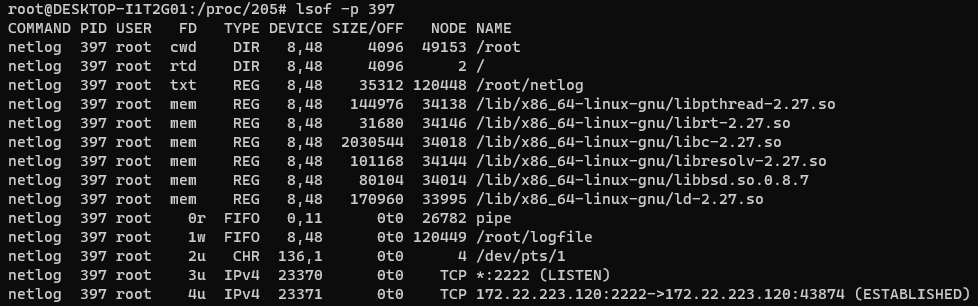 root@DESKTOP-I1T2G01:/proc/205# lsof -p 397
COMMAND PID USER   FD   TYPE DEVICE SIZE/OFF   NODE NAME
netlog  397 root  cwd    DIR   8,48     4096  49153 /root
netlog  397 root  rtd    DIR   8,48     4096      2 /
netlog  397 root  txt    REG   8,48    35312 120448 /root/netlog
netlog  397 root  mem    REG   8,48   144976  34138 /lib/x86_64-linux-gnu/libpthread-2.27.so
netlog  397 root  mem    REG   8,48    31680  34146 /lib/x86_64-linux-gnu/librt-2.27.so
netlog  397 root  mem    REG   8,48  2030544  34018 /lib/x86_64-linux-gnu/libc-2.27.so
netlog  397 root  mem    REG   8,48   101168  34144 /lib/x86_64-linux-gnu/libresolv-2.27.so
netlog  397 root  mem    REG   8,48    80104  34014 /lib/x86_64-linux-gnu/libbsd.so.0.8.7
netlog  397 root  mem    REG   8,48   170960  33995 /lib/x86_64-linux-gnu/ld-2.27.so
netlog  397 root    0r  FIFO   0,11      0t0  26782 pipe
netlog  397 root    1w  FIFO   8,48      0t0 120449 /root/logfile
netlog  397 root    2u   CHR  136,1      0t0      4 /dev/pts/1
netlog  397 root    3u  IPv4  23370      0t0    TCP *:2222 (LISTEN)
netlog  397 root    4u  IPv4  23371      0t0    TCP 172.22.223.120:2222->172.22.223.120:43874 (ESTABLISHED)